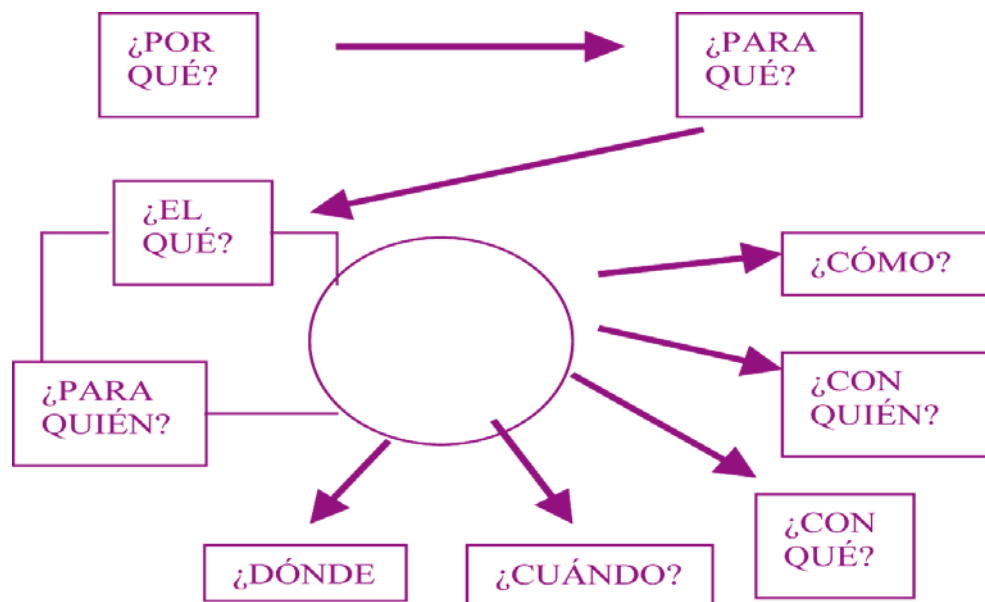 ¿POR
QUÉ?
¿PARA
QUÉ?
¿EL
QUÉ?
¿CÓMO?
¿PARA
QUIÉN?
¿CON
QUIÉN?
¿CON
QUÉ?
¿DÓNDE
¿CUÁNDO?